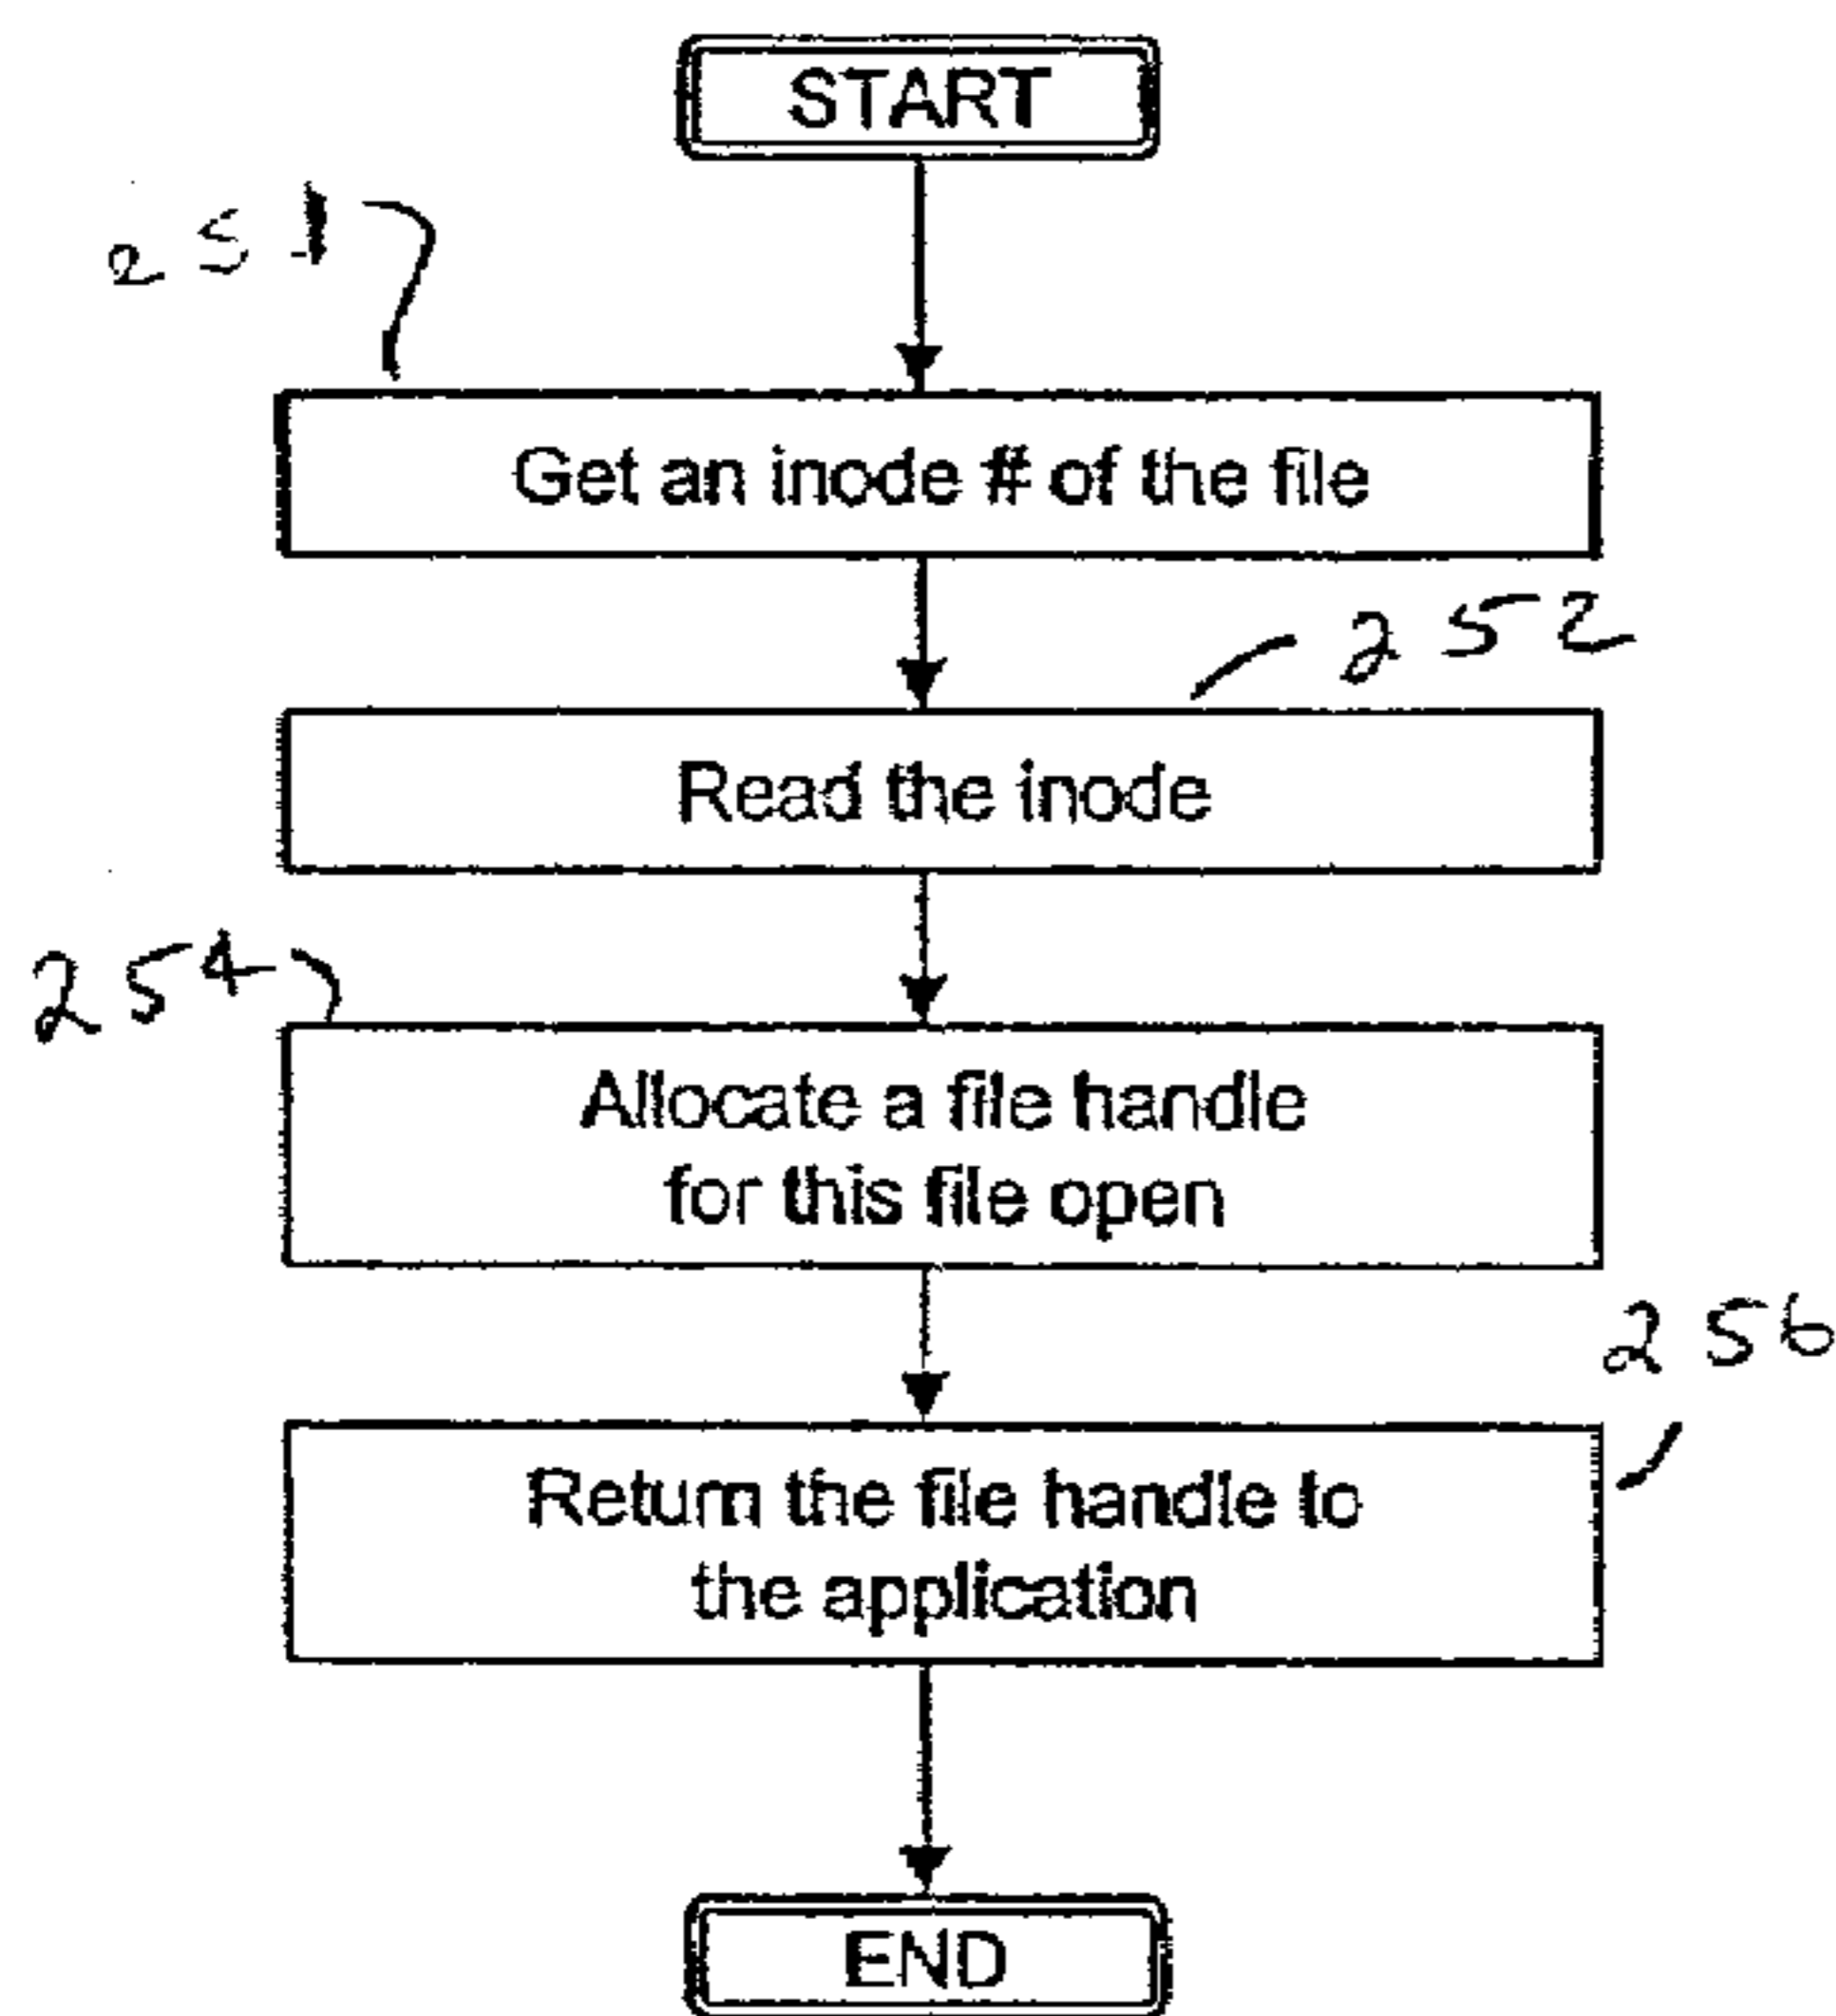 START
251
Get an inode # of the file
252
Read the inode
254
Allocate a file handle
for this file open
256
Return the file handle to
the application
END